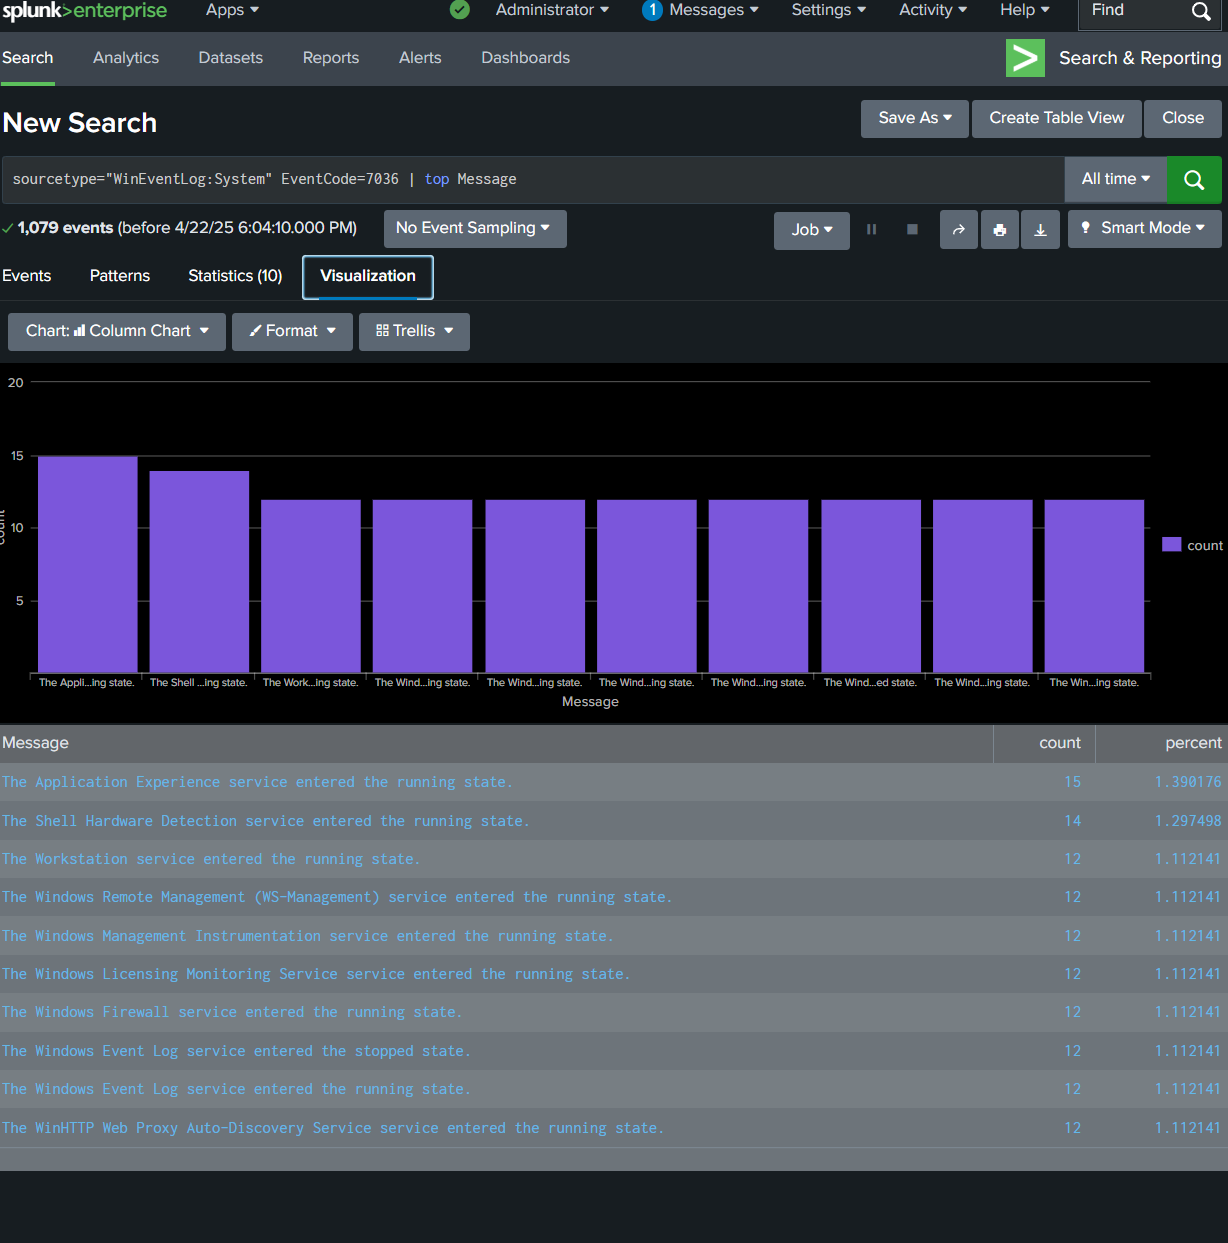 splunk>enterprise Apps Administrator 1 Messages Settings Activity Help Find
Search Analytics Datasets Reports Alerts Dashboards > Search & Reporting
New Search Save As Create Table View Close
sourcetype="WinEventLog:System" EventCode=7036 | top Message All time
✓ 1,079 events (before 4/22/25 6:04:10.000 PM) No Event Sampling Job Smart Mode
Events Patterns Statistics (10) Visualization
Chart: Column Chart Format Trellis
20
15
10
5
count
The Appli...ing state. The Shell ...ing state. The Work...ing state. The Wind...ing state. The Wind...ing state. The Wind...ing state. The Wind...ing state. The Wind...ed state. The Wind...ing state. The Win...ing state.
Message
count
Message count percent
The Application Experience service entered the running state. 15 1.390176
The Shell Hardware Detection service entered the running state. 14 1.297498
The Workstation service entered the running state. 12 1.112141
The Windows Remote Management (WS-Management) service entered the running state. 12 1.112141
The Windows Management Instrumentation service entered the running state. 12 1.112141
The Windows Licensing Monitoring Service service entered the running state. 12 1.112141
The Windows Firewall service entered the running state. 12 1.112141
The Windows Event Log service entered the stopped state. 12 1.112141
The Windows Event Log service entered the running state. 12 1.112141
The WinHTTP Web Proxy Auto-Discovery Service service entered the running state. 12 1.112141